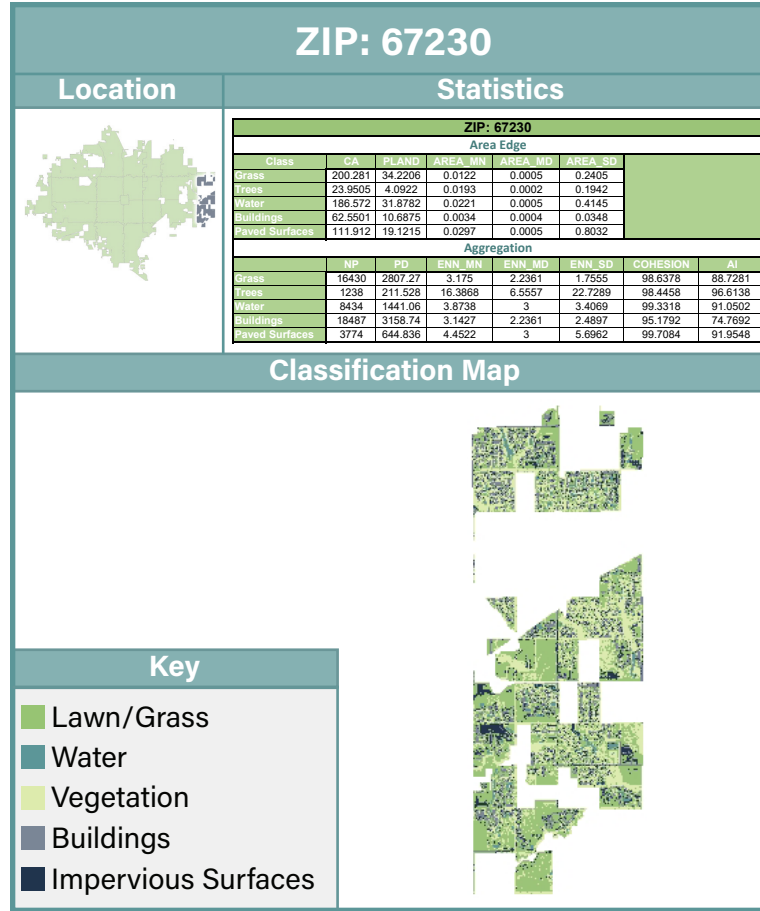 ZIP: 67230
Location
Statistics
ZIP: 67230
Area Edge
Class CA PLAND AREA_MN AREA_MD AREA_SD
Grass 200.281 34.2206 0.0122 0.0005 0.2405
Trees 23.9505 4.0922 0.0193 0.0002 0.1942
Water 186.572 31.8782 0.0221 0.0005 0.4145
Buildings 62.5501 10.6875 0.0034 0.0004 0.0348
Paved Surfaces 111.912 19.1215 0.0297 0.0005 0.8032
Aggregation
NP PD ENN_MN ENN_MD ENN_SD COHESION AI
Grass 16430 2807.27 3.175 2.2361 1.7555 98.6378 88.7281
Trees 1238 211.528 16.3868 6.5557 22.7289 98.4458 96.6138
Water 8434 1441.06 3.8738 3 3.4069 99.3318 91.0502
Buildings 18487 3158.74 3.1427 2.2361 2.4897 95.1792 74.7692
Paved Surfaces 3774 644.836 4.4522 3 5.6962 99.7084 91.9548
Classification Map
Key
Lawn/Grass
Water
Vegetation
Buildings
Impervious Surfaces